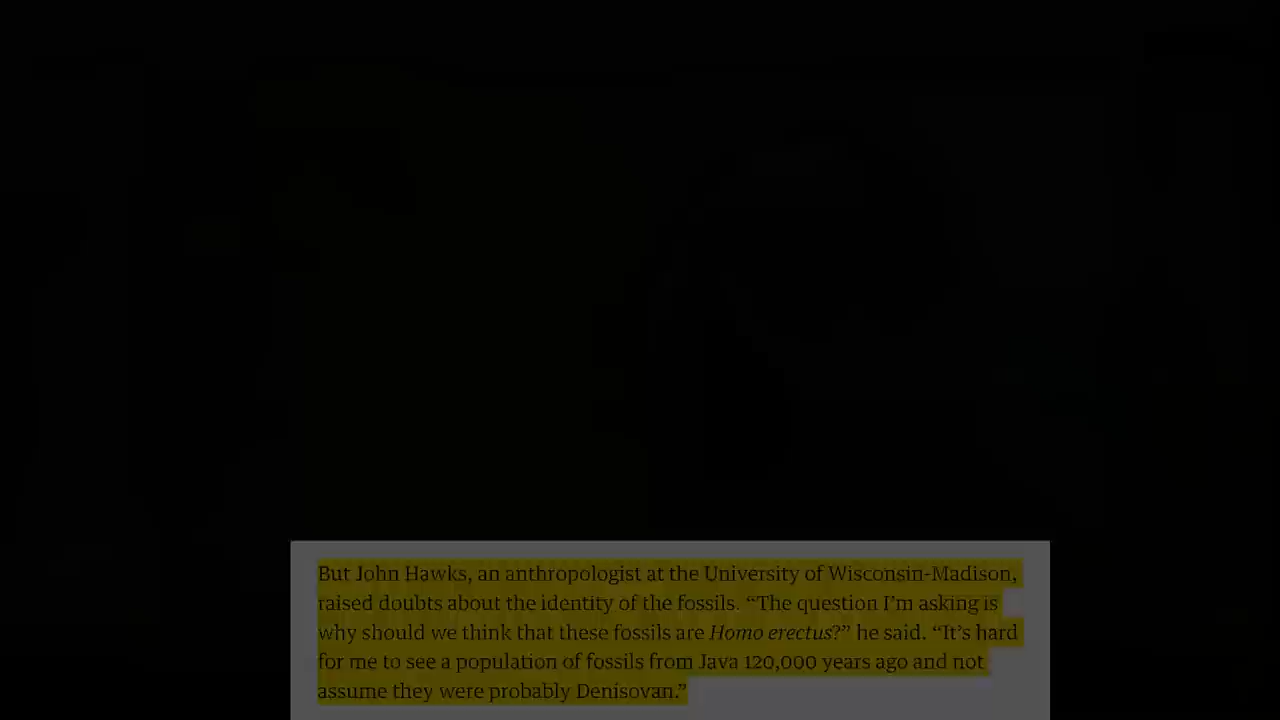 But John Hawks, an anthropologist at the University of Wisconsin-Madison,
raised doubts about the identity of the fossils. “The question I’m asking is
why should we think that these fossils are Homo erectus?” he said. “It’s hard
for me to see a population of fossils from Java 120,000 years ago and not
assume they were probably Denisovan.”